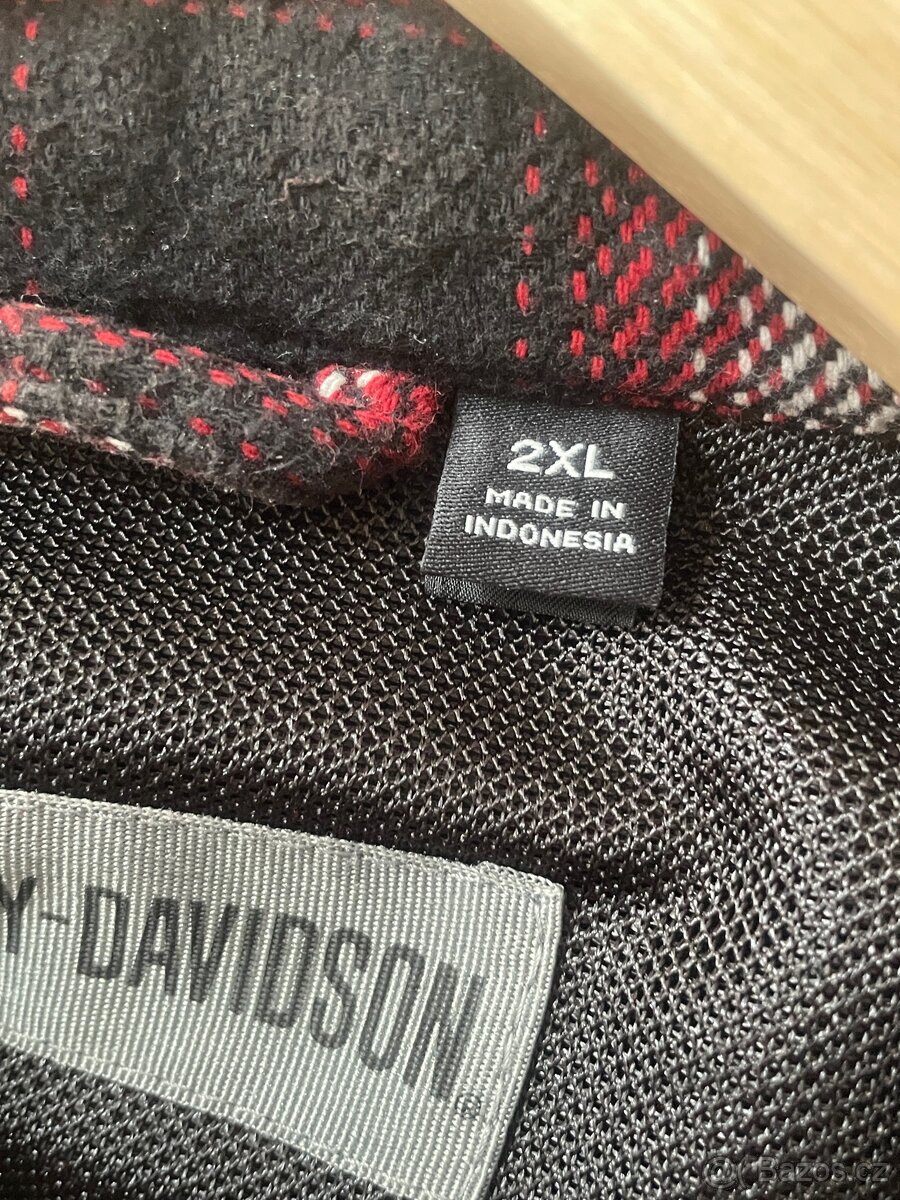 2XL
MADE IN
INDONESIA
Y-DAVIDSON®
Bazos.cz